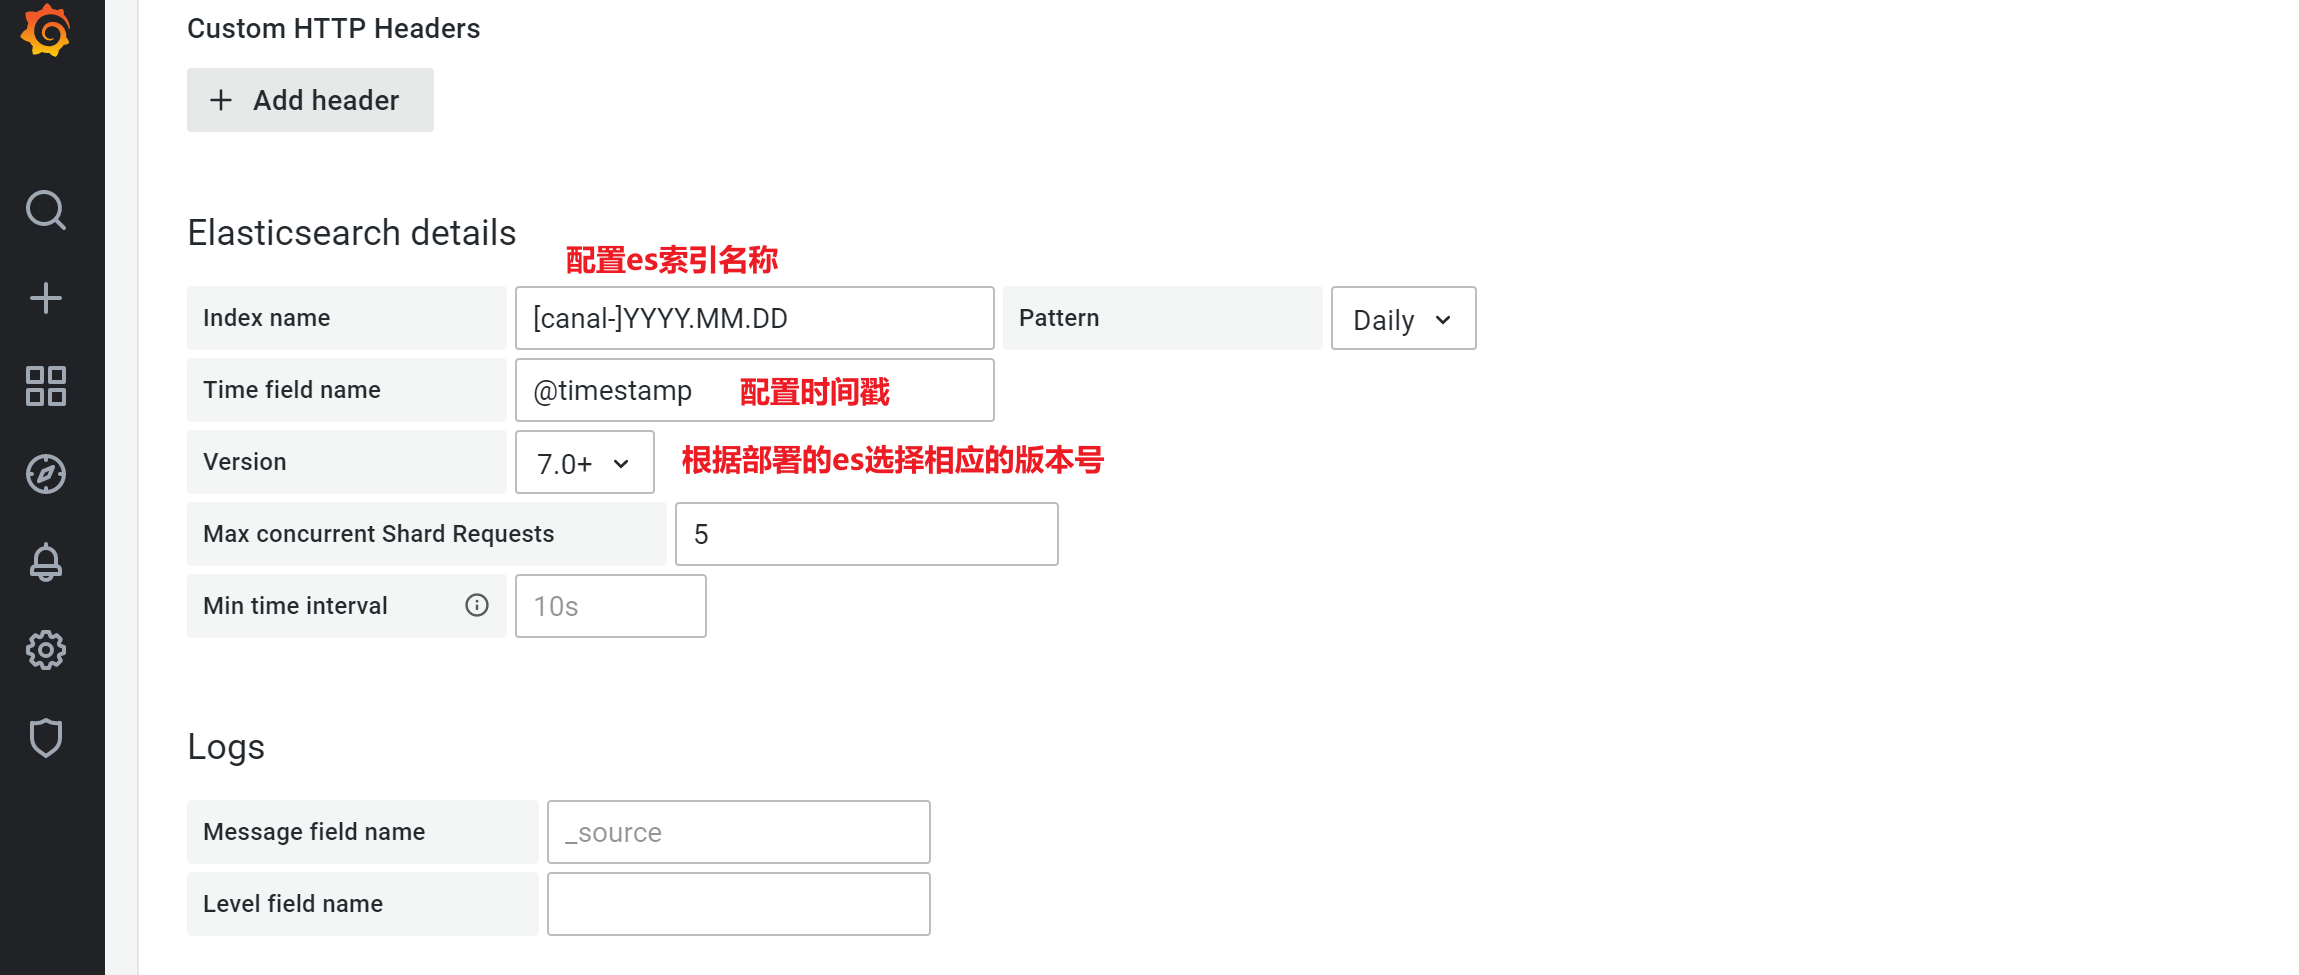 Custom HTTP Headers
Add header
Elasticsearch details
配置es索引名称
Index name [canal-]YYYY.MM.DD Pattern Daily
Time field name @timestamp 配置时间戳
Version 7.0+ 根据部署的es选择相应的版本号
Max concurrent Shard Requests 5
Min time interval 10s
Logs
Message field name _source
Level field name